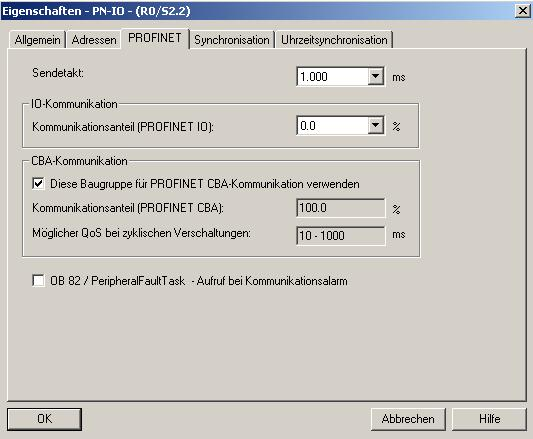 Eigenschaften - PN-IO - (R0/S2.2)
Allgemein Adressen PROFINET Synchronisation Uhrzeitsynchronisation
Sendetakt: 1.000 ms
IO-Kommunikation
Kommunikationsanteil (PROFINET IO): 0.0 %
CBA-Kommunikation
Diese Baugruppe für PROFINET CBA-Kommunikation verwenden
Kommunikationsanteil (PROFINET CBA): 100.0 %
Möglicher QoS bei zyklischen Verschaltungen: 10 - 1000 ms
OB 82 / PeripheralFaultTask - Aufruf bei Kommunikationsalarm
OK Abbrechen Hilfe